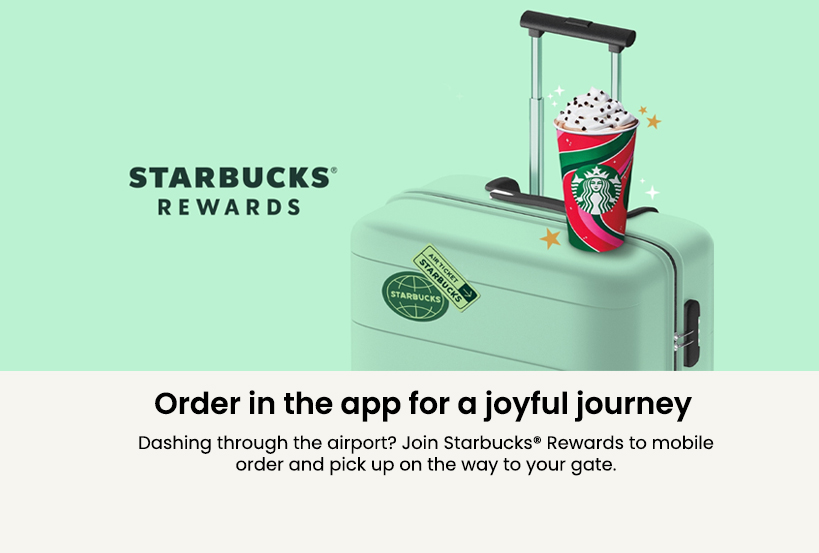 STARBUCKS®
REWARDS
AIR TICKET
STARBUCKS
STARBUCKS
Order in the app for a joyful journey
Dashing through the airport? Join Starbucks® Rewards to mobile
order and pick up on the way to your gate.